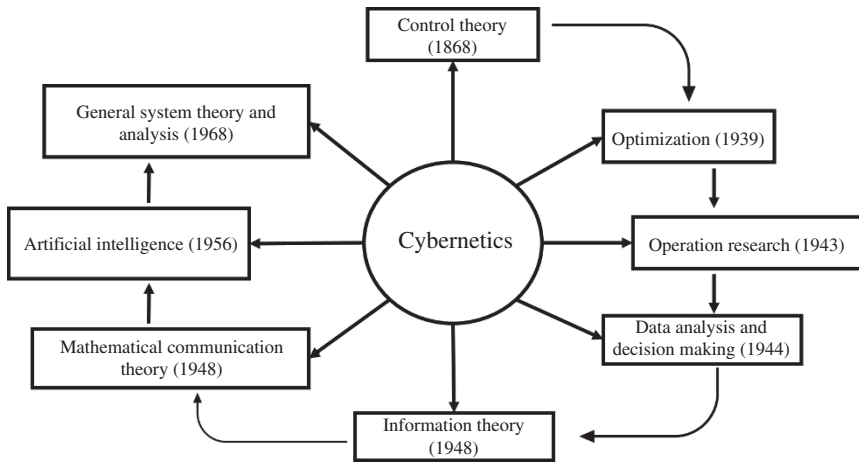 Control theory
(1868)
General system theory and
analysis (1968)
Optimization (1939)
Artificial intelligence (1956)
Cybernetics
Operation research (1943)
Mathematical communication
theory (1948)
Data analysis and
decision making (1944)
Information theory
(1948)